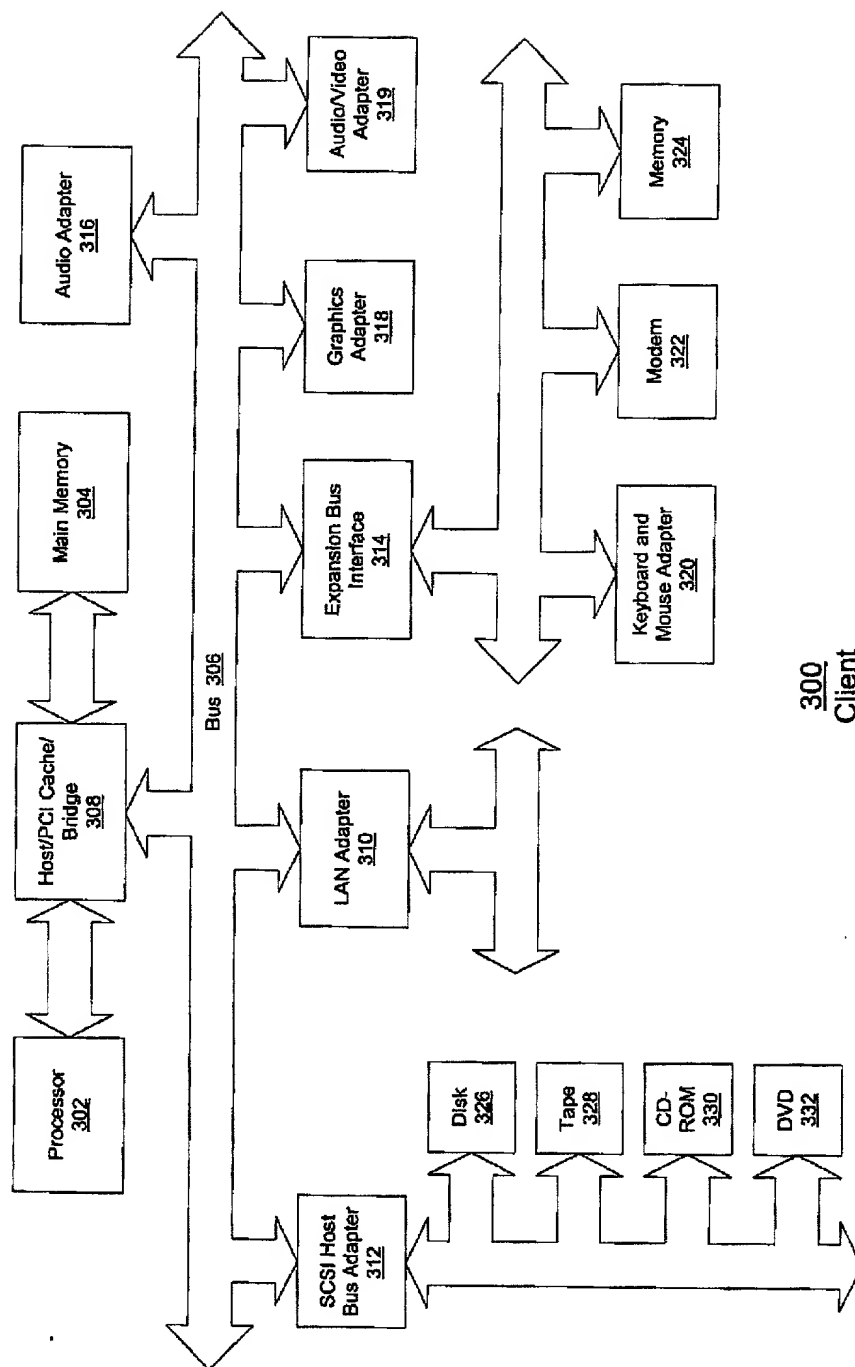 Processor
302
Host/PCI Cache/
Bridge
308
Main Memory
304
Audio Adapter
316
Bus 306
SCSI Host
Bus Adapter
312
LAN Adapter
310
Expansion Bus
Interface
314
Graphics
Adapter
318
Audio/Video
Adapter
319
Disk
326
Tape
328
CD-
ROM
330
DVD
332
Keyboard and
Mouse Adapter
320
Modem
322
Memory
324
300
Client